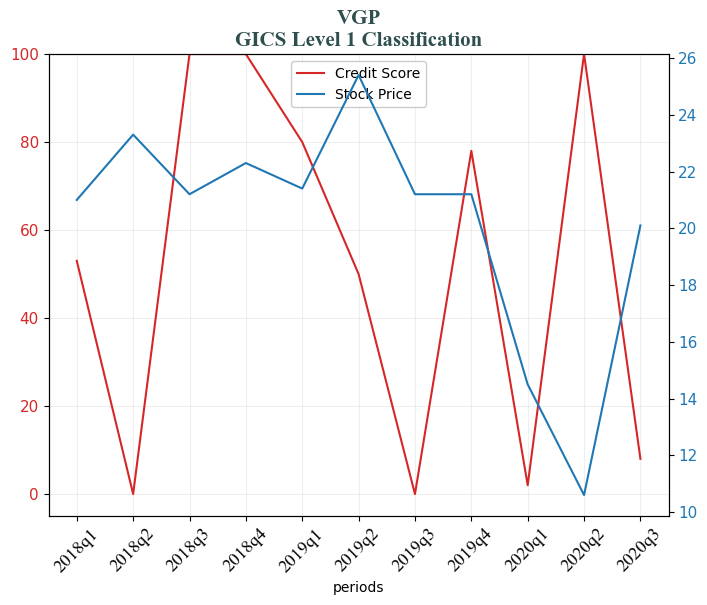 VGP
GICS Level 1 Classification
Credit Score
Stock Price
100
80
60
40
20
0
26
24
22
20
18
16
14
12
10
2018q1
2018q2
2018q3
2018q4
2019q1
2019q2
2019q3
2019q4
2020q1
2020q2
2020q3
periods